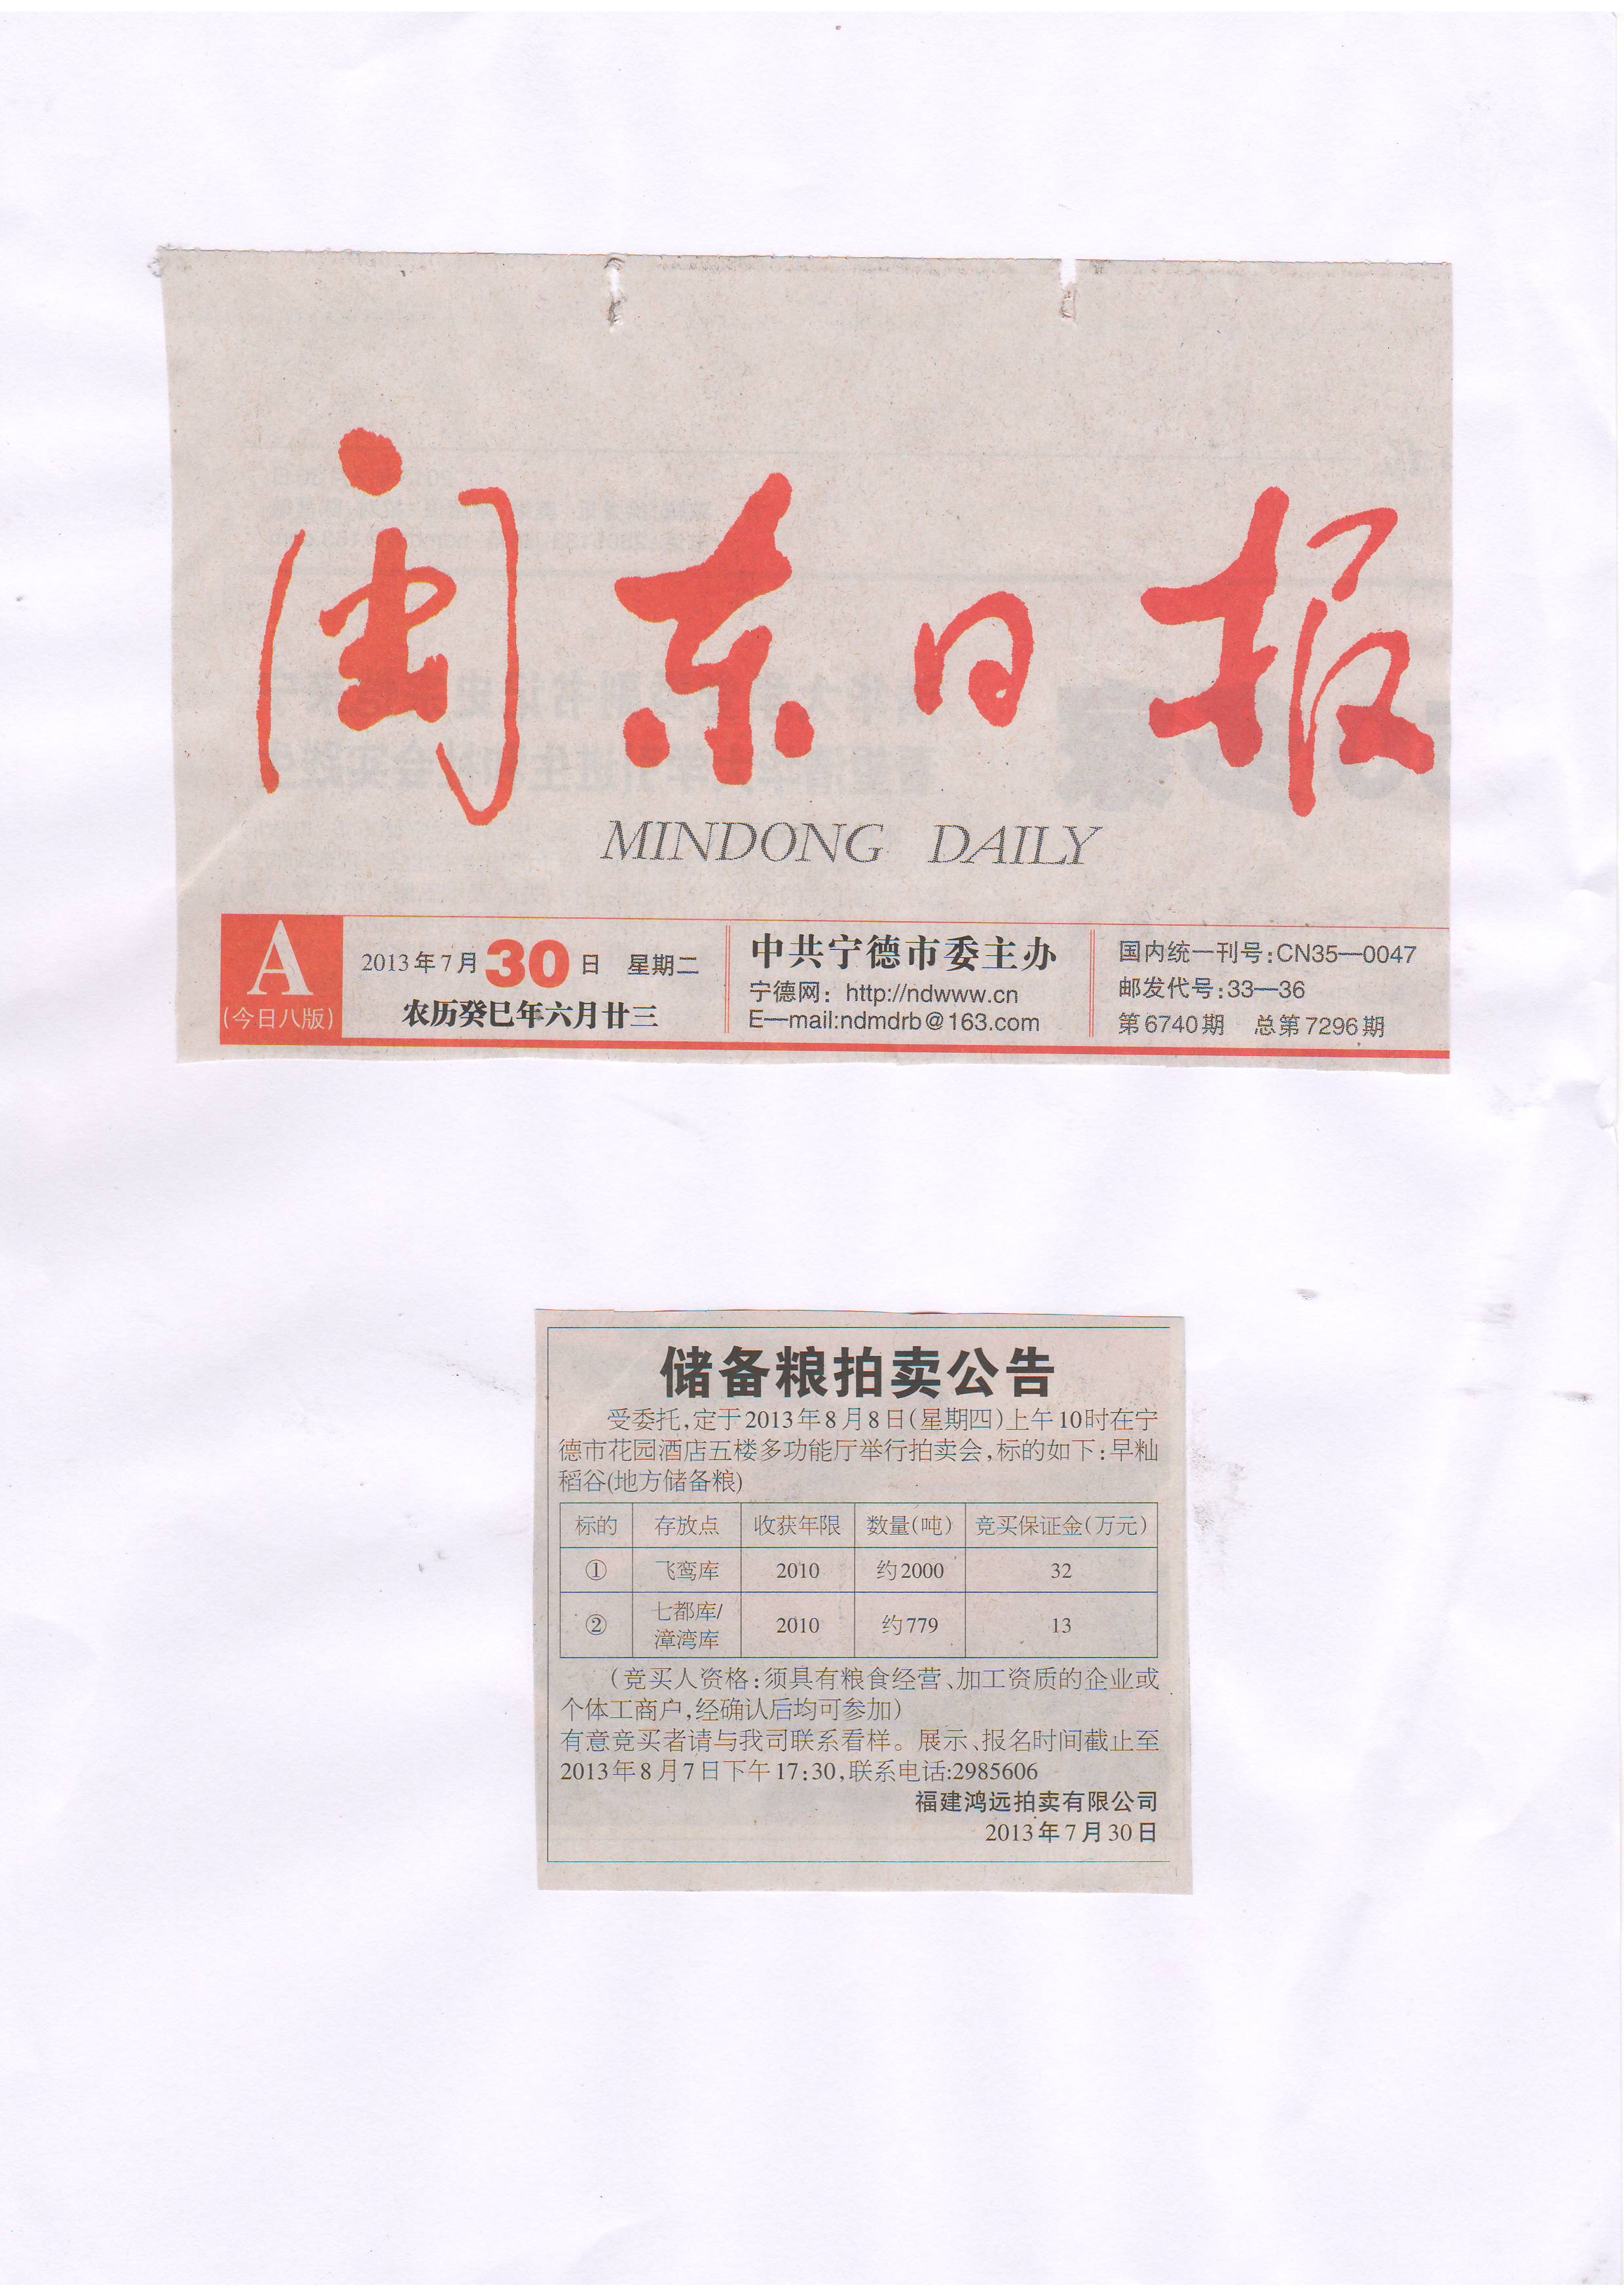 闽东日报
MINDONG DAILY
A
(今日八版)
2013年7月30日 星期二
农历癸巳年六月廿三
中共宁德市委主办
宁德网: http://ndwww.cn
E—mail:ndmdrb@163.com
国内统一刊号:CN35—0047
邮发代号:33—36
第6740期 总第7296期
储备粮拍卖公告
受委托,定于2013年8月8日(星期四)上午10时在宁
德市花园酒店五楼多功能厅举行拍卖会,标的如下:早籼
稻谷(地方储备粮)
标的 存放点 收获年限 数量(吨) 竞买保证金(万元)
① 飞鸾库 2010 约2000 32
② 七都库/
漳湾库 2010 约779 13
(竞买人资格:须具有粮食经营、加工资质的企业或
个体工商户,经确认后均可参加)
有意竞买者请与我司联系看样。展示、报名时间截止至
2013年8月7日下午17:30,联系电话:2985606
福建鸿远拍卖有限公司
2013年7月30日